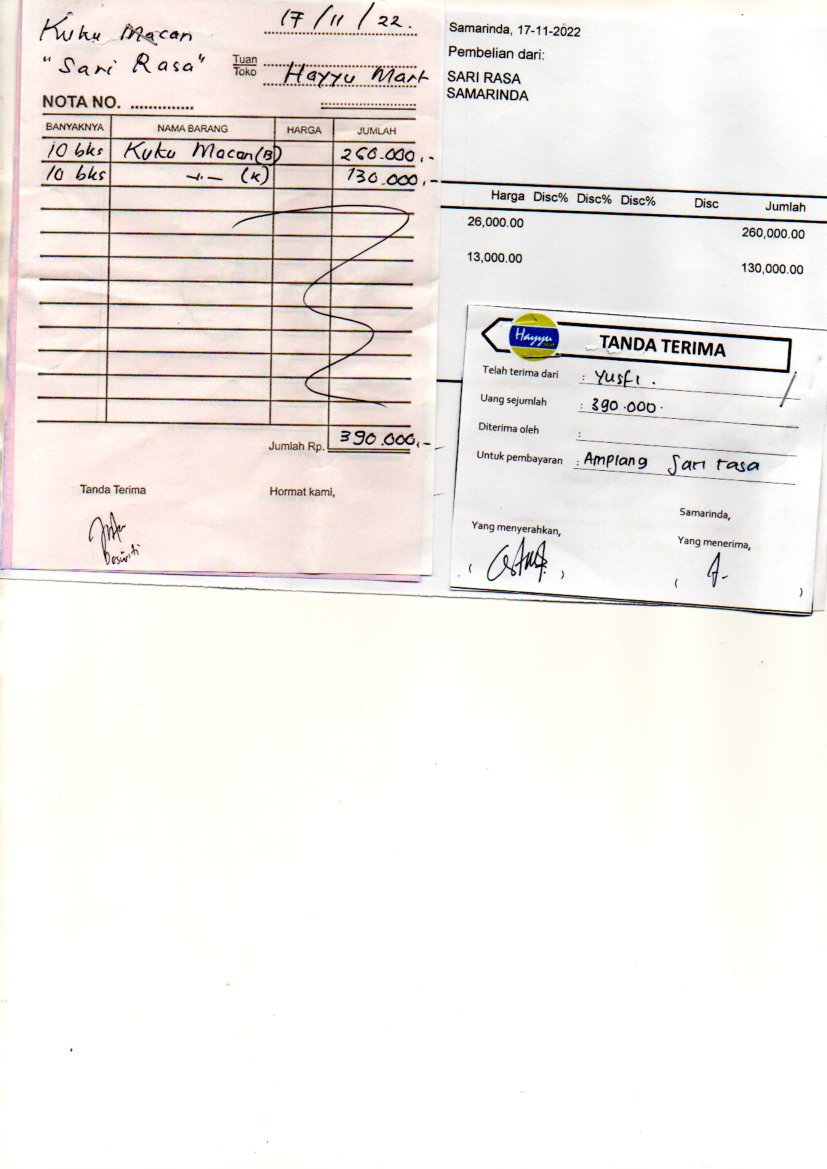 17/11/22.
Kuku Macan
"Sari Rasa"
Tuan
Toko
Hayyu Mart
NOTA NO. ..............
BANYAKNYA NAMA BARANG HARGA JUMLAH
10 bks Kuku Macan (B) 260.000,-
10 bks -"- (K) 130.000,-
Jumlah Rp. 390.000,-
Tanda Terima Hormat kami,
Samarinda, 17-11-2022
Pembelian dari:
SARI RASA
SAMARINDA
Harga Disc% Disc% Disc% Disc Jumlah
26,000.00 260,000.00
13,000.00 130,000.00
Hayyu
TANDA TERIMA
Telah terima dari : Yusfi.
Uang sejumlah : 390.000.
Diterima oleh :
Untuk pembayaran : Amplang Sari rasa
Samarinda,
Yang menyerahkan, Yang menerima,
( ) ( )